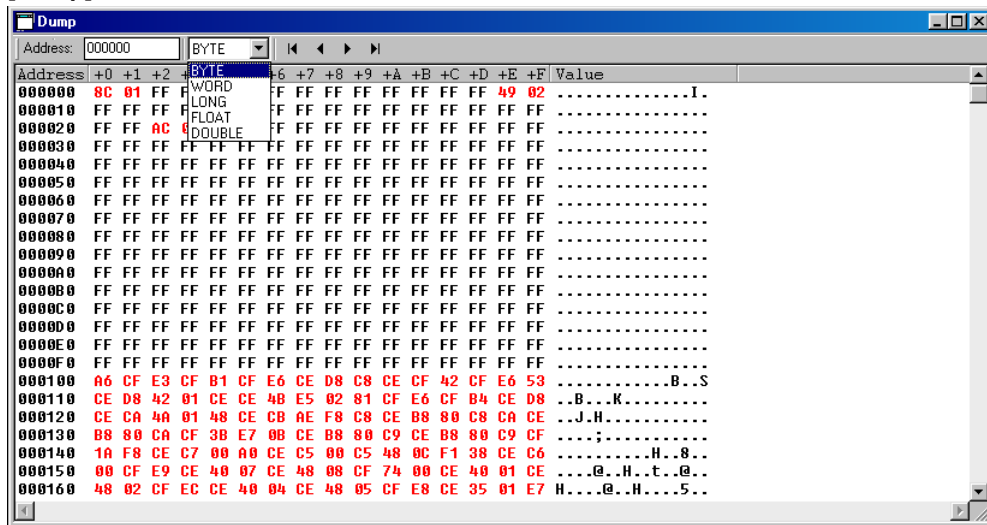 Dump
Address: 000000 BYTE
Address +0 +1 +2 +6 +7 +8 +9 +A +B +C +D +E +F Value
BYTE
WORD
LONG
FLOAT
DOUBLE
000000 8C 01 FF FF FF FF FF FF FF FF FF 49 02 ..............I.
000010 FF FF FF FF FF FF FF FF FF FF FF FF FF ................
000020 FF FF AC FF FF FF FF FF FF FF FF FF FF ................
000030 FF FF FF FF FF FF FF FF FF FF FF FF FF FF FF FF ................
000040 FF FF FF FF FF FF FF FF FF FF FF FF FF FF FF FF ................
000050 FF FF FF FF FF FF FF FF FF FF FF FF FF FF FF FF ................
000060 FF FF FF FF FF FF FF FF FF FF FF FF FF FF FF FF ................
000070 FF FF FF FF FF FF FF FF FF FF FF FF FF FF FF FF ................
000080 FF FF FF FF FF FF FF FF FF FF FF FF FF FF FF FF ................
000090 FF FF FF FF FF FF FF FF FF FF FF FF FF FF FF FF ................
0000A0 FF FF FF FF FF FF FF FF FF FF FF FF FF FF FF FF ................
0000B0 FF FF FF FF FF FF FF FF FF FF FF FF FF FF FF FF ................
0000C0 FF FF FF FF FF FF FF FF FF FF FF FF FF FF FF FF ................
0000D0 FF FF FF FF FF FF FF FF FF FF FF FF FF FF FF FF ................
0000E0 FF FF FF FF FF FF FF FF FF FF FF FF FF FF FF FF ................
0000F0 FF FF FF FF FF FF FF FF FF FF FF FF FF FF FF FF ................
000100 A6 CF E3 CF B1 CF E6 CE D8 C8 CE CF 42 CF E6 53 ............B..S
000110 CE D8 42 01 CE CE 4B E5 02 81 CF E6 CF B4 CE D8 ..B...K.........
000120 CE CA 4A 01 48 CE CB AE F8 C8 CE B8 80 C8 CA CE ..J.H...........
000130 B8 80 CA CF 3B E7 0B CE B8 80 C9 CE B8 80 C9 CF ....;...........
000140 1A F8 CE C7 00 A0 CE C5 00 C5 48 0C F1 38 CE C6 ..........H..8..
000150 00 CF E9 CE 40 07 CE 48 08 CF 74 00 CE 40 01 CE ....@..H..t..@..
000160 48 02 CF EC CE 40 04 CE 48 05 CF E8 CE 35 01 E7 H....@..H....5..